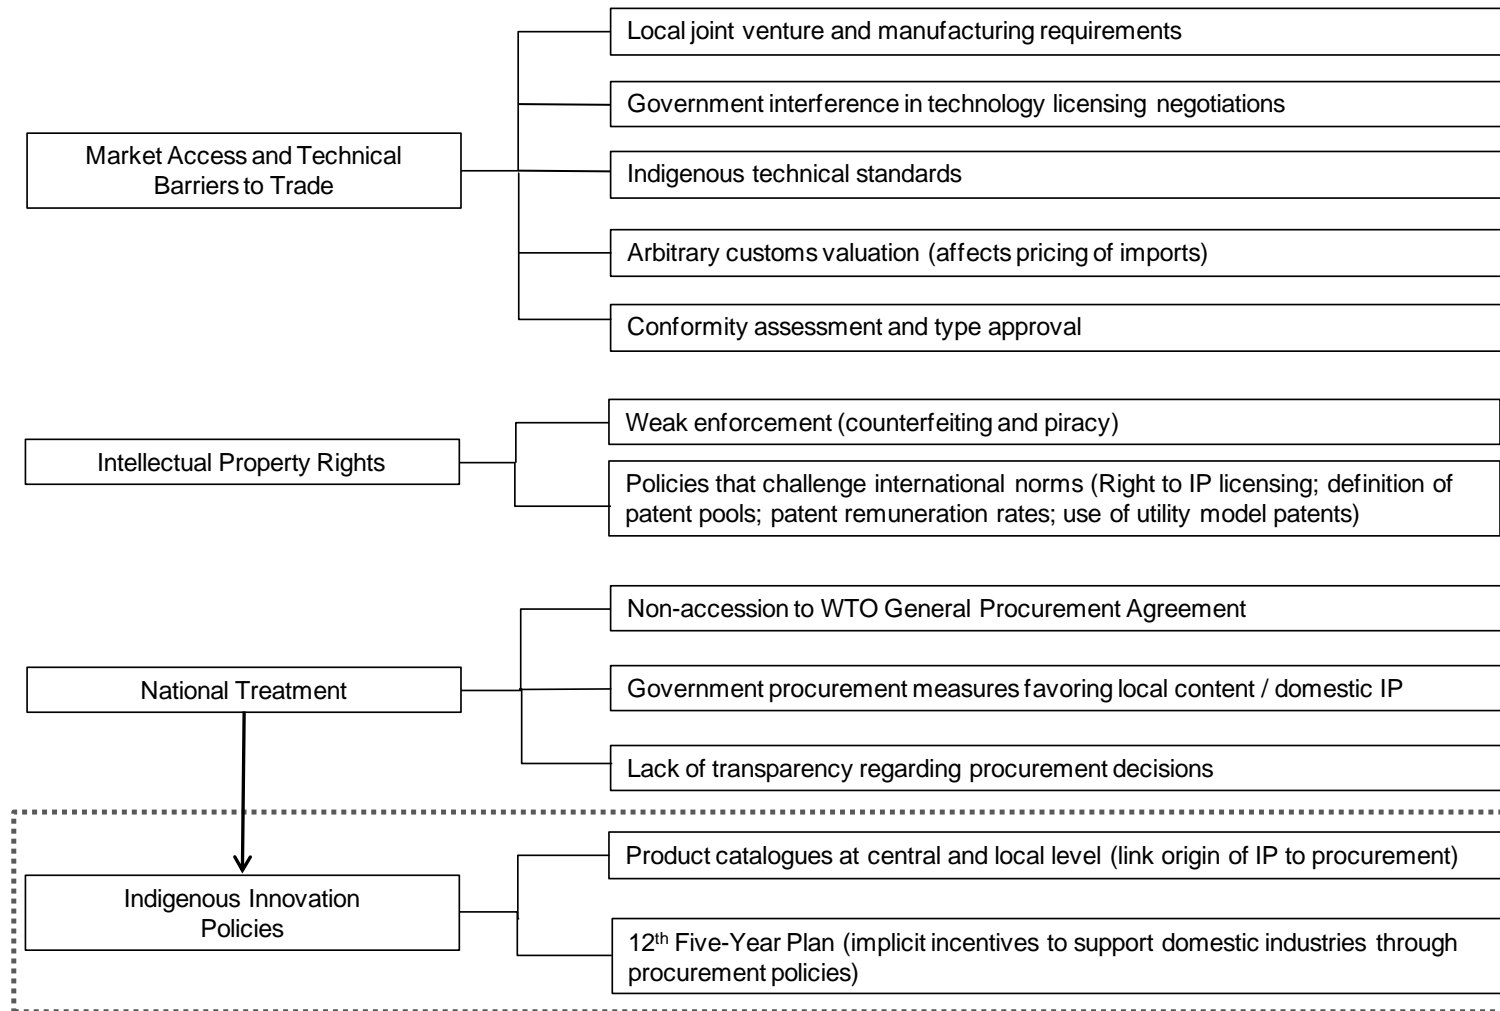 Local joint venture and manufacturing requirements
Government interference in technology licensing negotiations
Market Access and Technical
Barriers to Trade
Indigenous technical standards
Arbitrary customs valuation (affects pricing of imports)
Conformity assessment and type approval
Weak enforcement (counterfeiting and piracy)
Intellectual Property Rights
Policies that challenge international norms (Right to IP licensing; definition of
patent pools; patent remuneration rates; use of utility model patents)
Non-accession to WTO General Procurement Agreement
National Treatment
Government procurement measures favoring local content / domestic IP
Lack of transparency regarding procurement decisions
Product catalogues at central and local level (link origin of IP to procurement)
Indigenous Innovation
Policies
12th Five-Year Plan (implicit incentives to support domestic industries through
procurement policies)